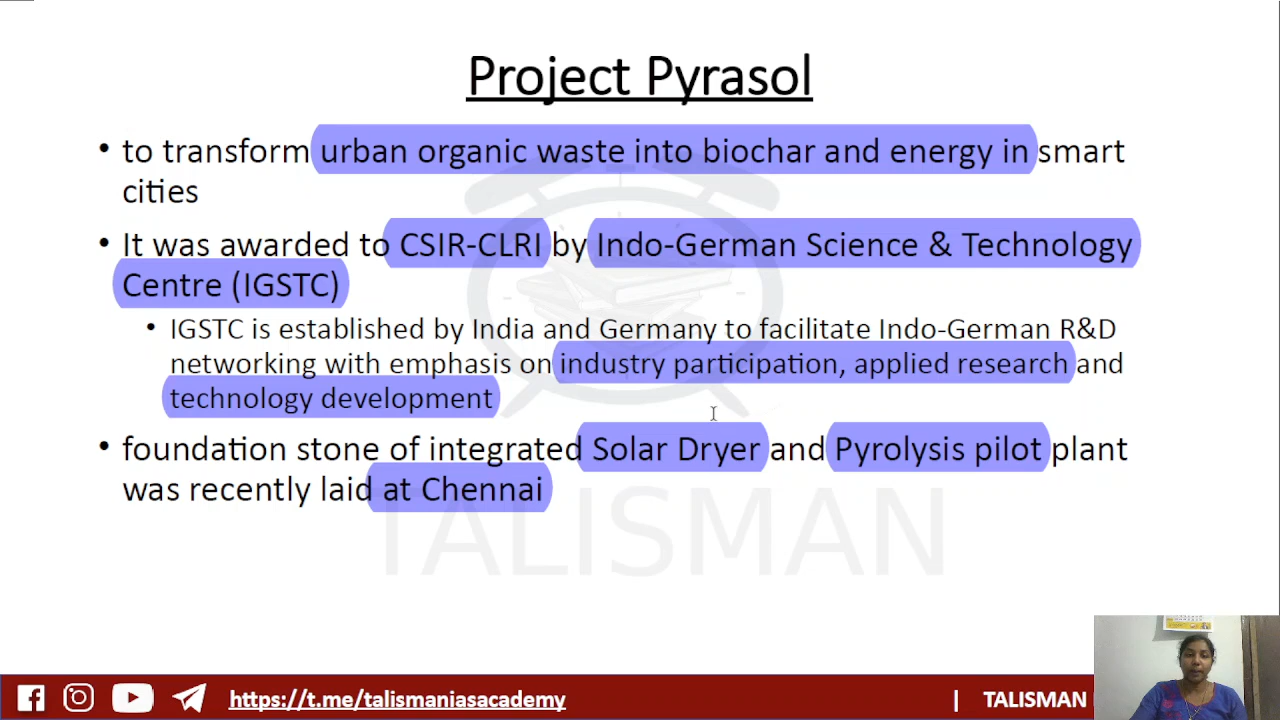 Project Pyrasol
• to transform urban organic waste into biochar and energy in smart
cities
• It was awarded to CSIR-CLRI by Indo-German Science & Technology
Centre (IGSTC)
• IGSTC is established by India and Germany to facilitate Indo-German R&D
networking with emphasis on industry participation, applied research and
technology development
• foundation stone of integrated Solar Dryer and Pyrolysis pilot plant
was recently laid at Chennai
TALISMAN
https://t.me/talismaniasacademy
| TALISMAN